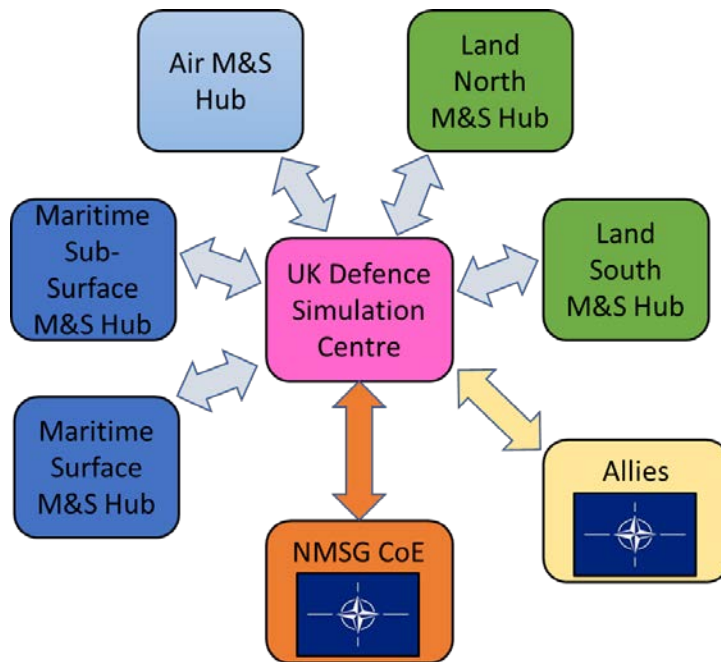 Air M&S
Hub
Land
North
M&S Hub
Maritime
Sub-
Surface
M&S Hub
UK Defence
Simulation
Centre
Land
South
M&S Hub
Maritime
Surface
M&S Hub
Allies
NMSG CoE